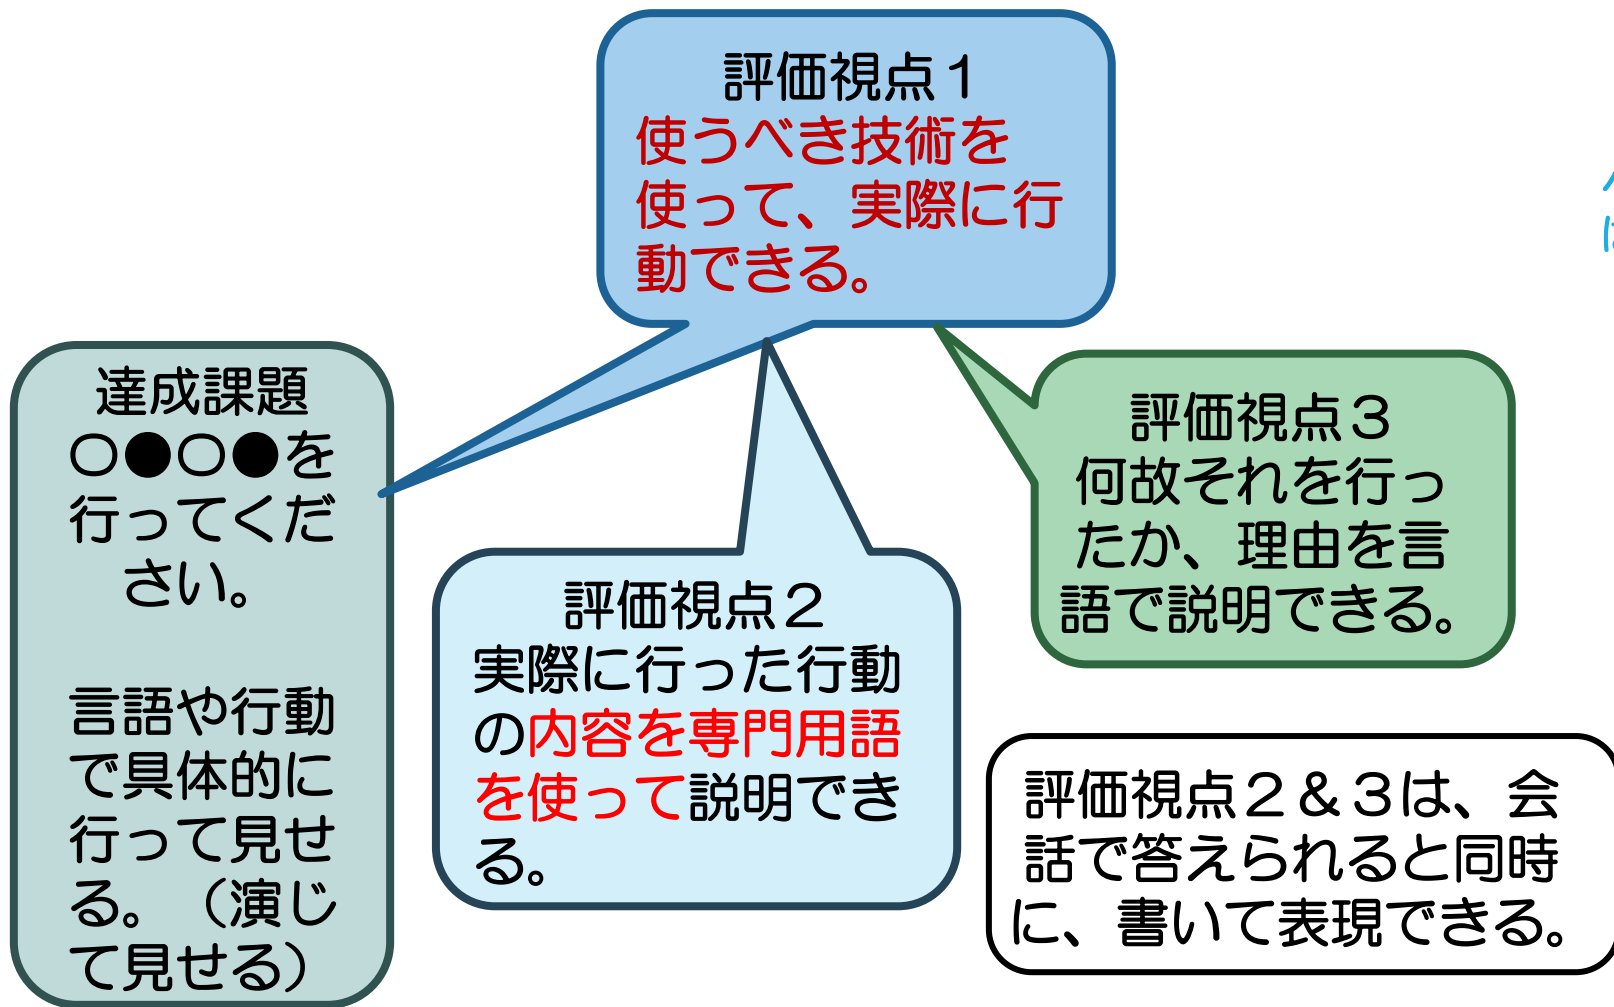 評価視点１
使うべき技術を
使って、実際に行
動できる。
達成課題
〇●〇●を
行ってくだ
さい。
言語や行動
で具体的に
行って見せ
る。（演じ
て見せる）
評価視点２
実際に行った行動
の内容を専門用語
を使って説明でき
る。
評価視点３
何故それを行っ
たか、理由を言
語で説明できる。
評価視点２＆３は、会
話で答えられると同時
に、書いて表現できる。